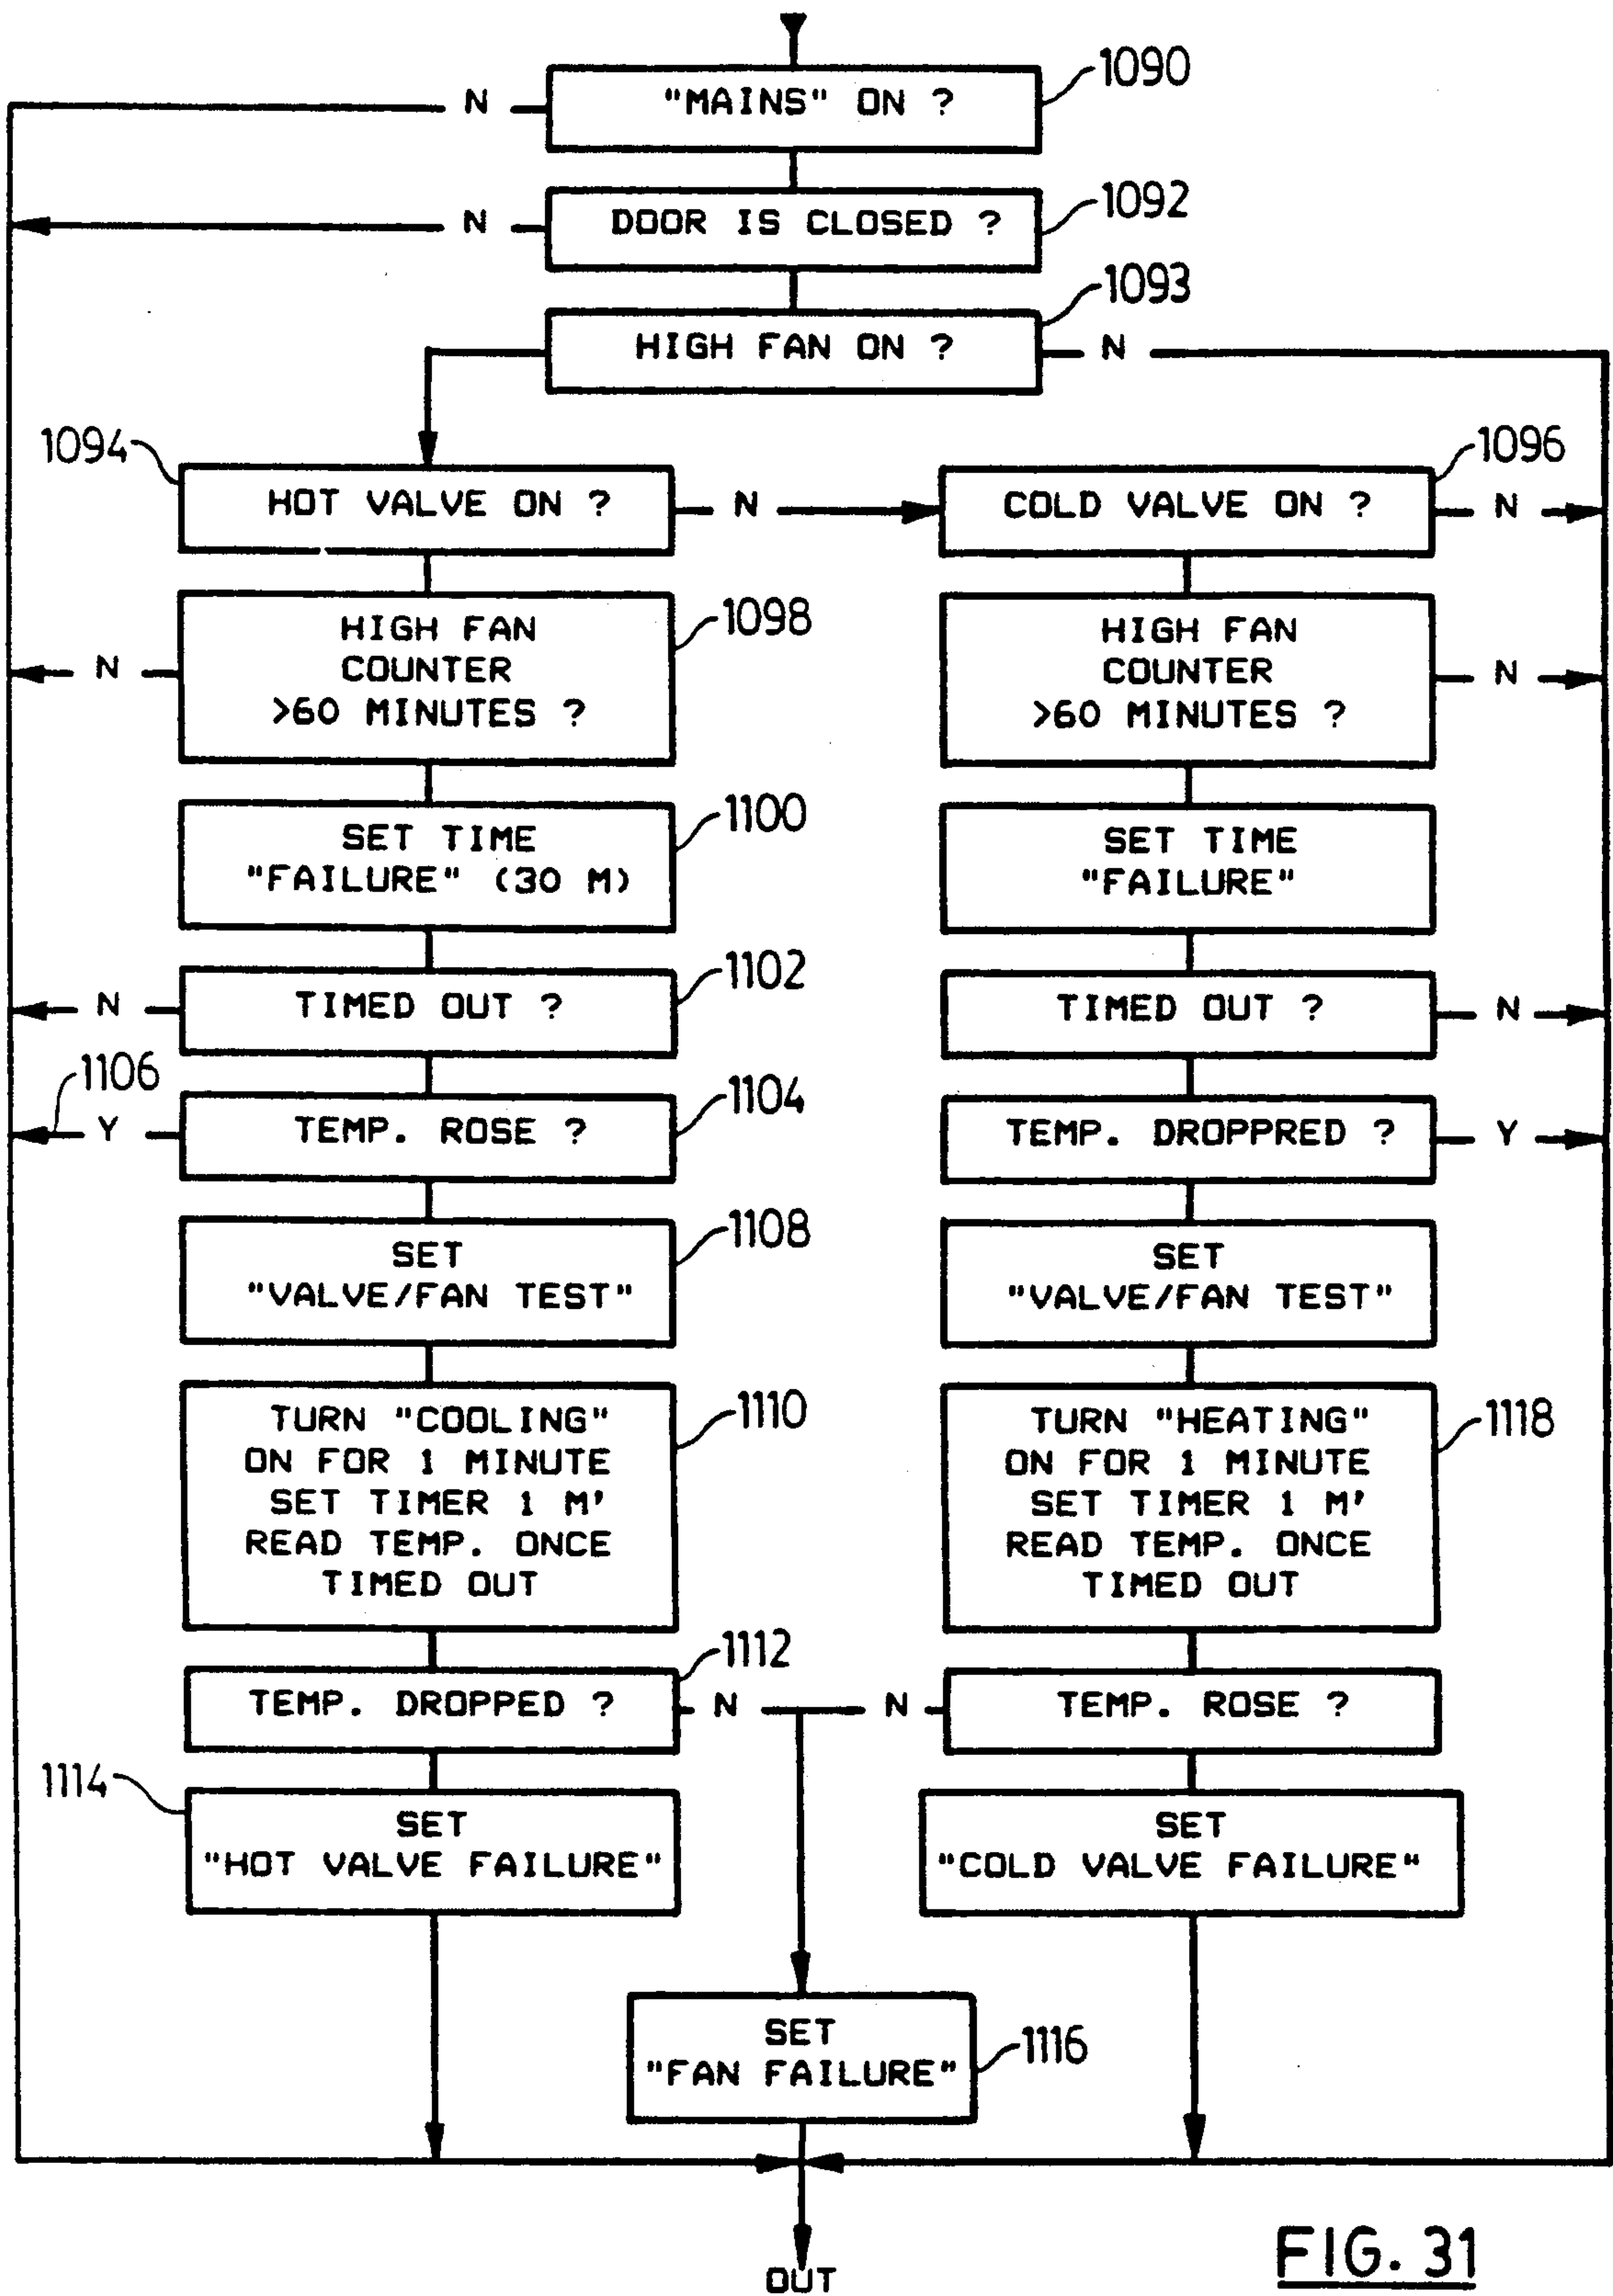 1090
"MAINS" ON ?
N
1092
DOOR IS CLOSED ?
N
1093
HIGH FAN ON ?
N
1094
HOT VALVE ON ?
N
1096
COLD VALVE ON ?
N
1098
HIGH FAN
COUNTER
>60 MINUTES ?
N
HIGH FAN
COUNTER
>60 MINUTES ?
N
1100
SET TIME
"FAILURE" (30 M)
SET TIME
"FAILURE"
1102
TIMED OUT ?
N
TIMED OUT ?
N
1106
Y
1104
TEMP. ROSE ?
TEMP. DROPPRED ?
Y
1108
SET
"VALVE/FAN TEST"
SET
"VALVE/FAN TEST"
1110
TURN "COOLING"
ON FOR 1 MINUTE
SET TIMER 1 M'
READ TEMP. ONCE
TIMED OUT
1118
TURN "HEATING"
ON FOR 1 MINUTE
SET TIMER 1 M'
READ TEMP. ONCE
TIMED OUT
1112
TEMP. DROPPED ?
N
N
TEMP. ROSE ?
1114
SET
"HOT VALVE FAILURE"
SET
"COLD VALVE FAILURE"
SET
"FAN FAILURE"
1116
OUT
FIG. 31